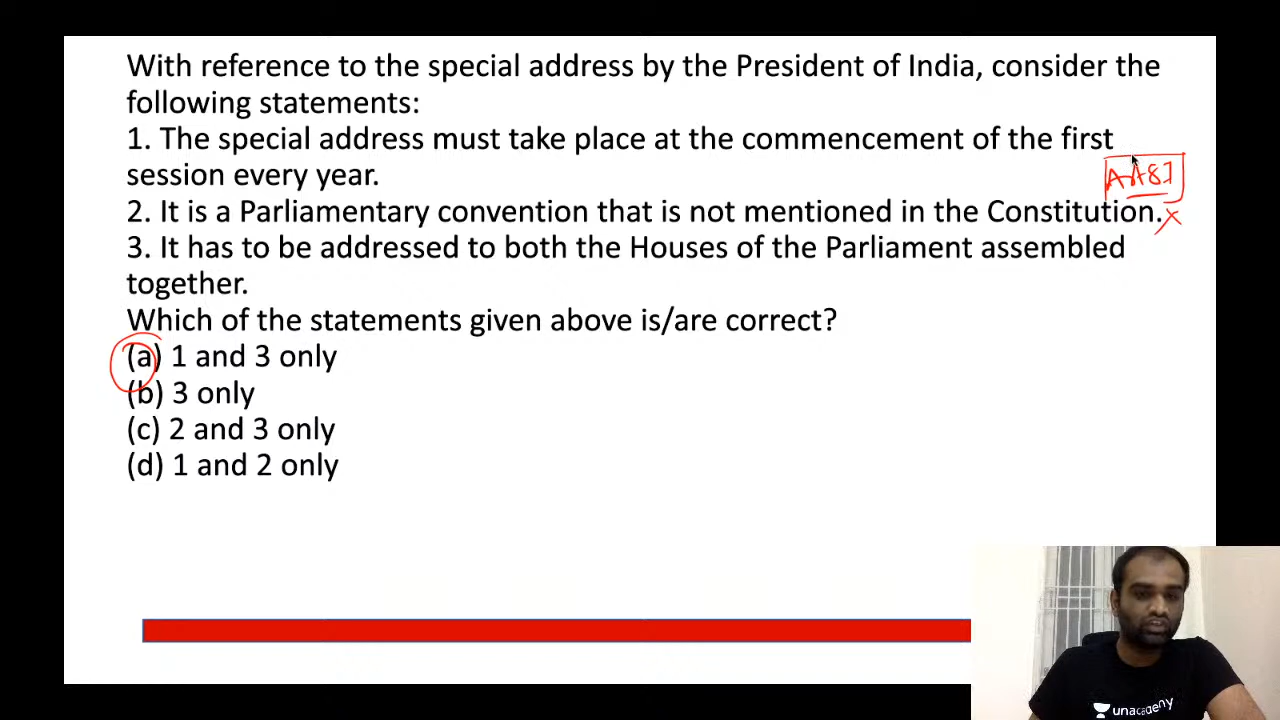 With reference to the special address by the President of India, consider the
following statements:
1. The special address must take place at the commencement of the first
session every year.
2. It is a Parliamentary convention that is not mentioned in the Constitution.
3. It has to be addressed to both the Houses of the Parliament assembled
together.
Which of the statements given above is/are correct?
(a) 1 and 3 only
(b) 3 only
(c) 2 and 3 only
(d) 1 and 2 only
unacademy